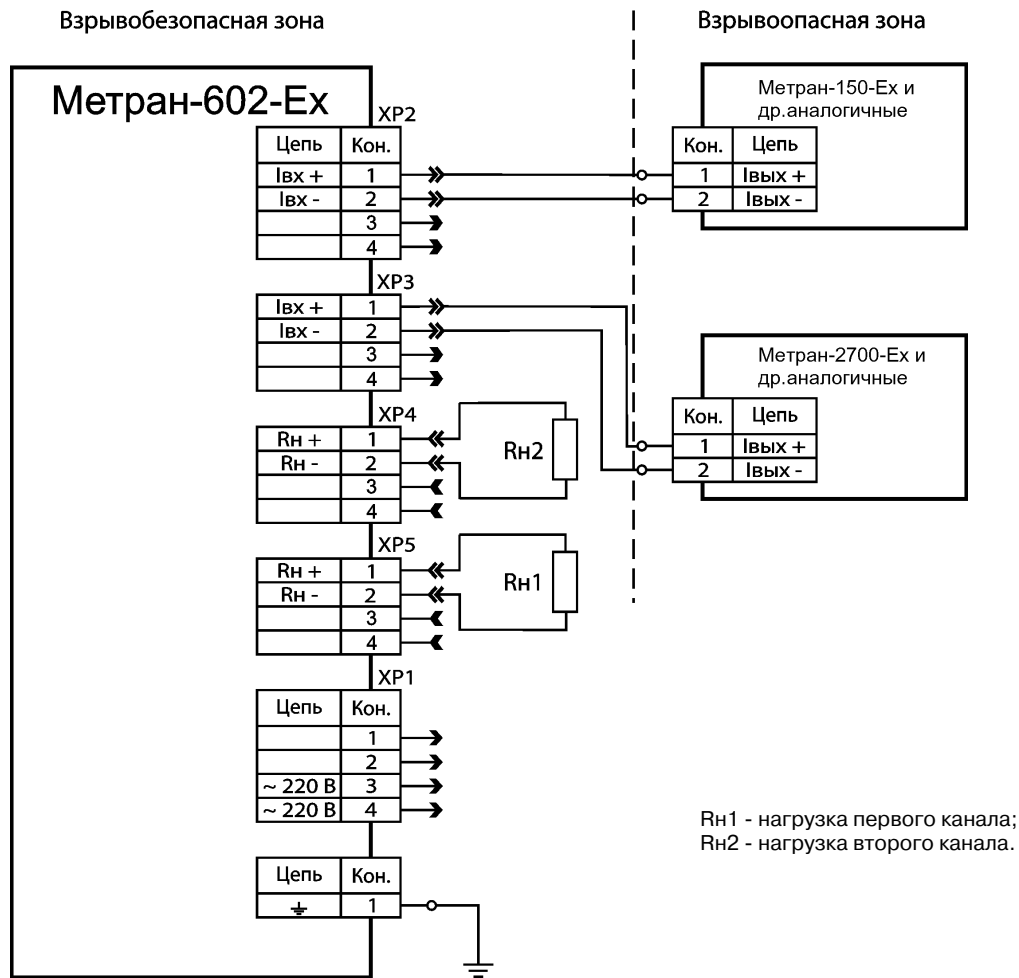 Взрывобезопасная зона
Взрывоопасная зона
Метран-602-Ех
XP2
Цепь Кон.
Iвх + 1
Iвх - 2
3
4
Метран-150-Ех и
др.аналогичные
Кон. Цепь
1 Iвых +
2 Iвых -
XP3
Iвх + 1
Iвх - 2
3
4
Метран-2700-Ех и
др.аналогичные
Кон. Цепь
1 Iвых +
2 Iвых -
XP4
Rн + 1
Rн - 2
3
4
Rн2
XP5
Rн + 1
Rн - 2
3
4
Rн1
XP1
Цепь Кон.
1
2
~ 220 В 3
~ 220 В 4
Rн1 - нагрузка первого канала;
Rн2 - нагрузка второго канала.
Цепь Кон.
1